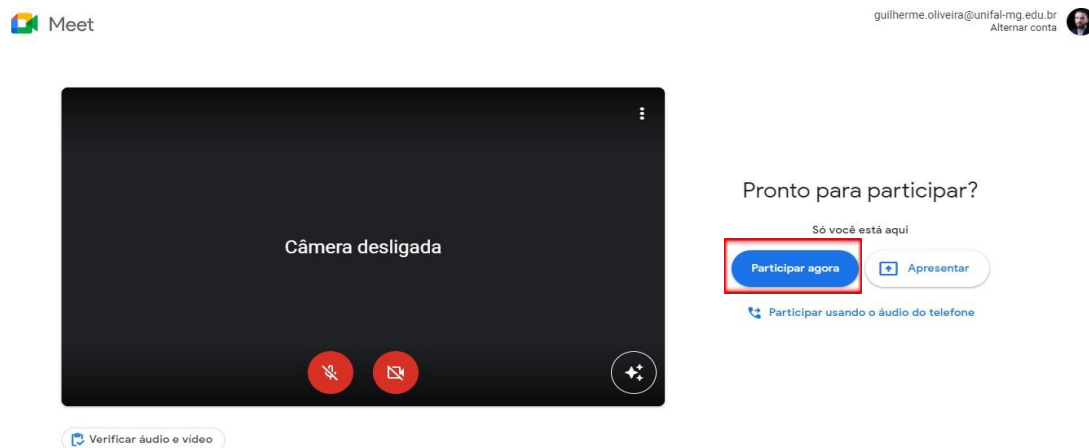 Meet
guilherme.oliveira@unifal-mg.edu.br
Alternar conta
Câmera desligada
Pronto para participar?
Só você está aqui
Participar agora
Apresentar
Participar usando o áudio do telefone
Verificar áudio e vídeo